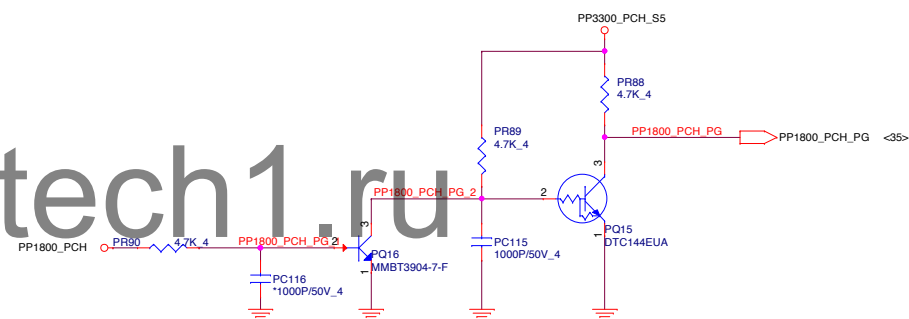 PP3300_PCH_S5
PR88
4.7K_4
PR89
4.7K_4
PP1800_PCH_PG
PP1800_PCH_PG <35>
3
2
1
PQ15
DTC144EUA
PP1800_PCH_PG_2
tech1.ru
PP1800_PCH
PR90
4.7K_4
PP1800_PCH_PG_1
2
3
1
PQ16
MMBT3904-7-F
PC115
1000P/50V_4
PC116
*1000P/50V_4